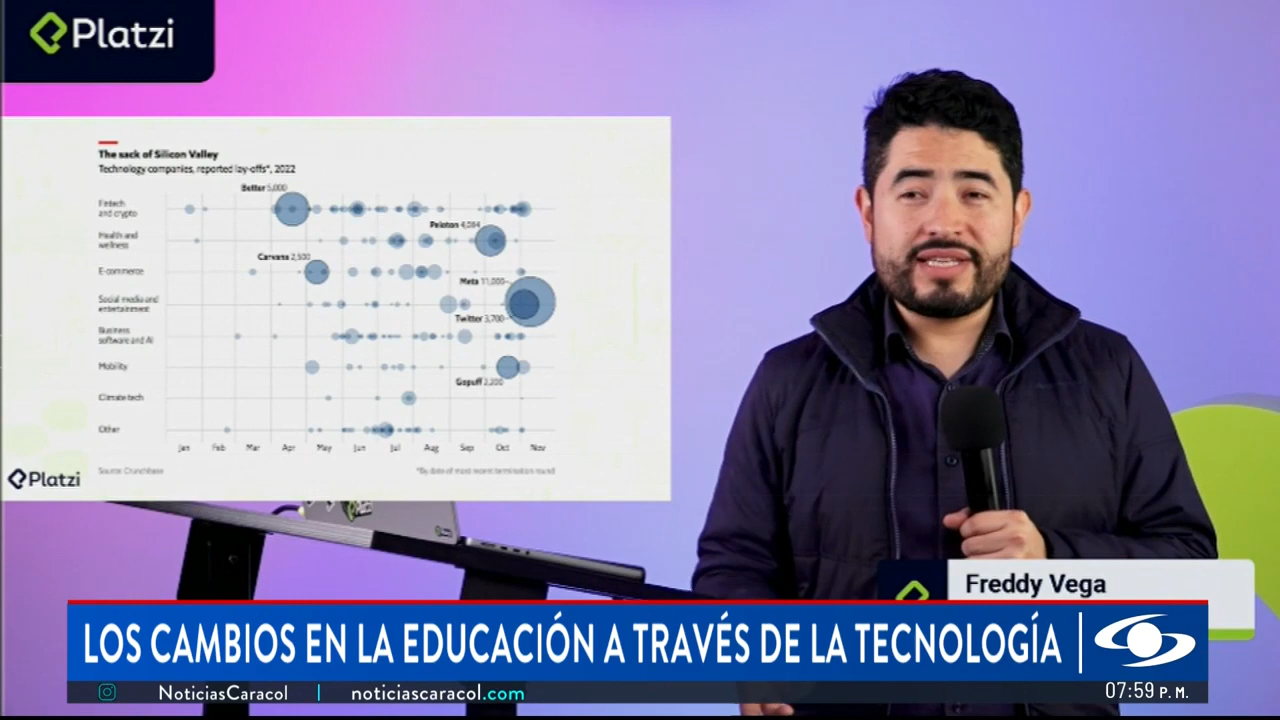 Platzi
The sack of Silicon Valley
Technology companies, reported lay-offs*, 2022
Better 5,000
Fintech
and crypto
Peloton 4,084
Health and
wellness
Carvana 2,500
E-commerce
Meta 11,000
Social media and
entertainment
Twitter 3,700
Business
software and AI
Mobility
Gopuff 2,200
Climate tech
Other
Jan Feb Mar Apr May Jun Jul Aug Sep Oct Nov
Source: Crunchbase
*By date of most recent termination round
Platzi
Freddy Vega
LOS CAMBIOS EN LA EDUCACIÓN A TRAVÉS DE LA TECNOLOGÍA
NoticiasCaracol
noticiascaracol.com
07:59 P. M.